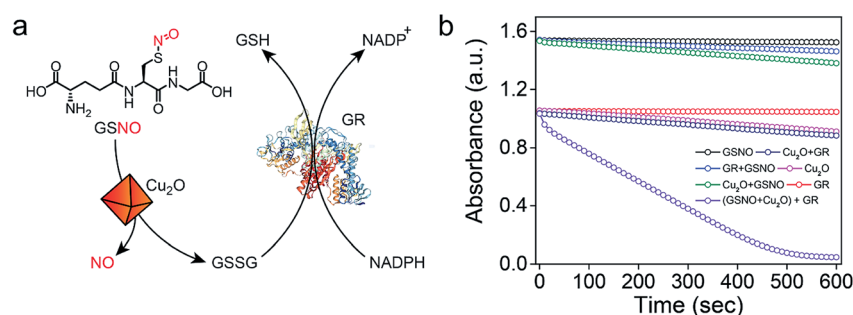 a
b
O
N
S
O
O
HO
OH
NH2
N
H
O
H
N
O
OH
GSNO
Cu2O
NO
GSSG
GSH
NADP+
GR
NADPH
Absorbance (a.u.)
1.6
1.2
0.8
0.4
0.0
GSNO Cu2O+GR
GR+GSNO Cu2O
Cu2O+GSNO GR
(GSNO+Cu2O) + GR
0 100 200 300 400 500 600
Time (sec)